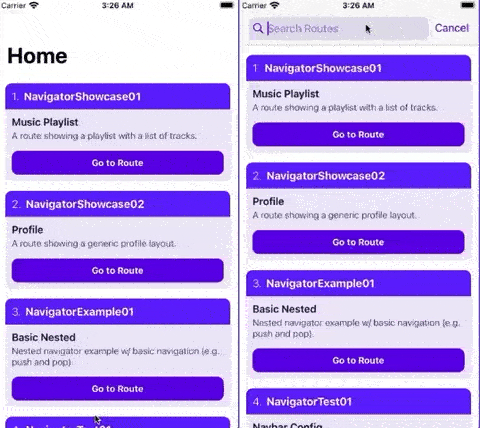 Carrier 3:26 AM
Home
1. NavigatorShowcase01
Music Playlist
A route showing a playlist with a list of tracks.
Go to Route
2. NavigatorShowcase02
Profile
A route showing a generic profile layout.
Go to Route
3. NavigatorExample01
Basic Nested
Nested navigator example w/ basic navigation (e.g.
push and pop).
Go to Route
Carrier 3:26 AM
Search Routes
Cancel
1 NavigatorShowcase01
Music Playlist
A route showing a playlist with a list of tracks.
Go to Route
2. NavigatorShowcase02
Profile
A route showing a generic profile layout.
Go to Route
3. NavigatorExample01
Basic Nested
Nested navigator example w/ basic navigation (e.g.
push and pop).
Go to Route
4. NavigatorTest01
Navbar Config